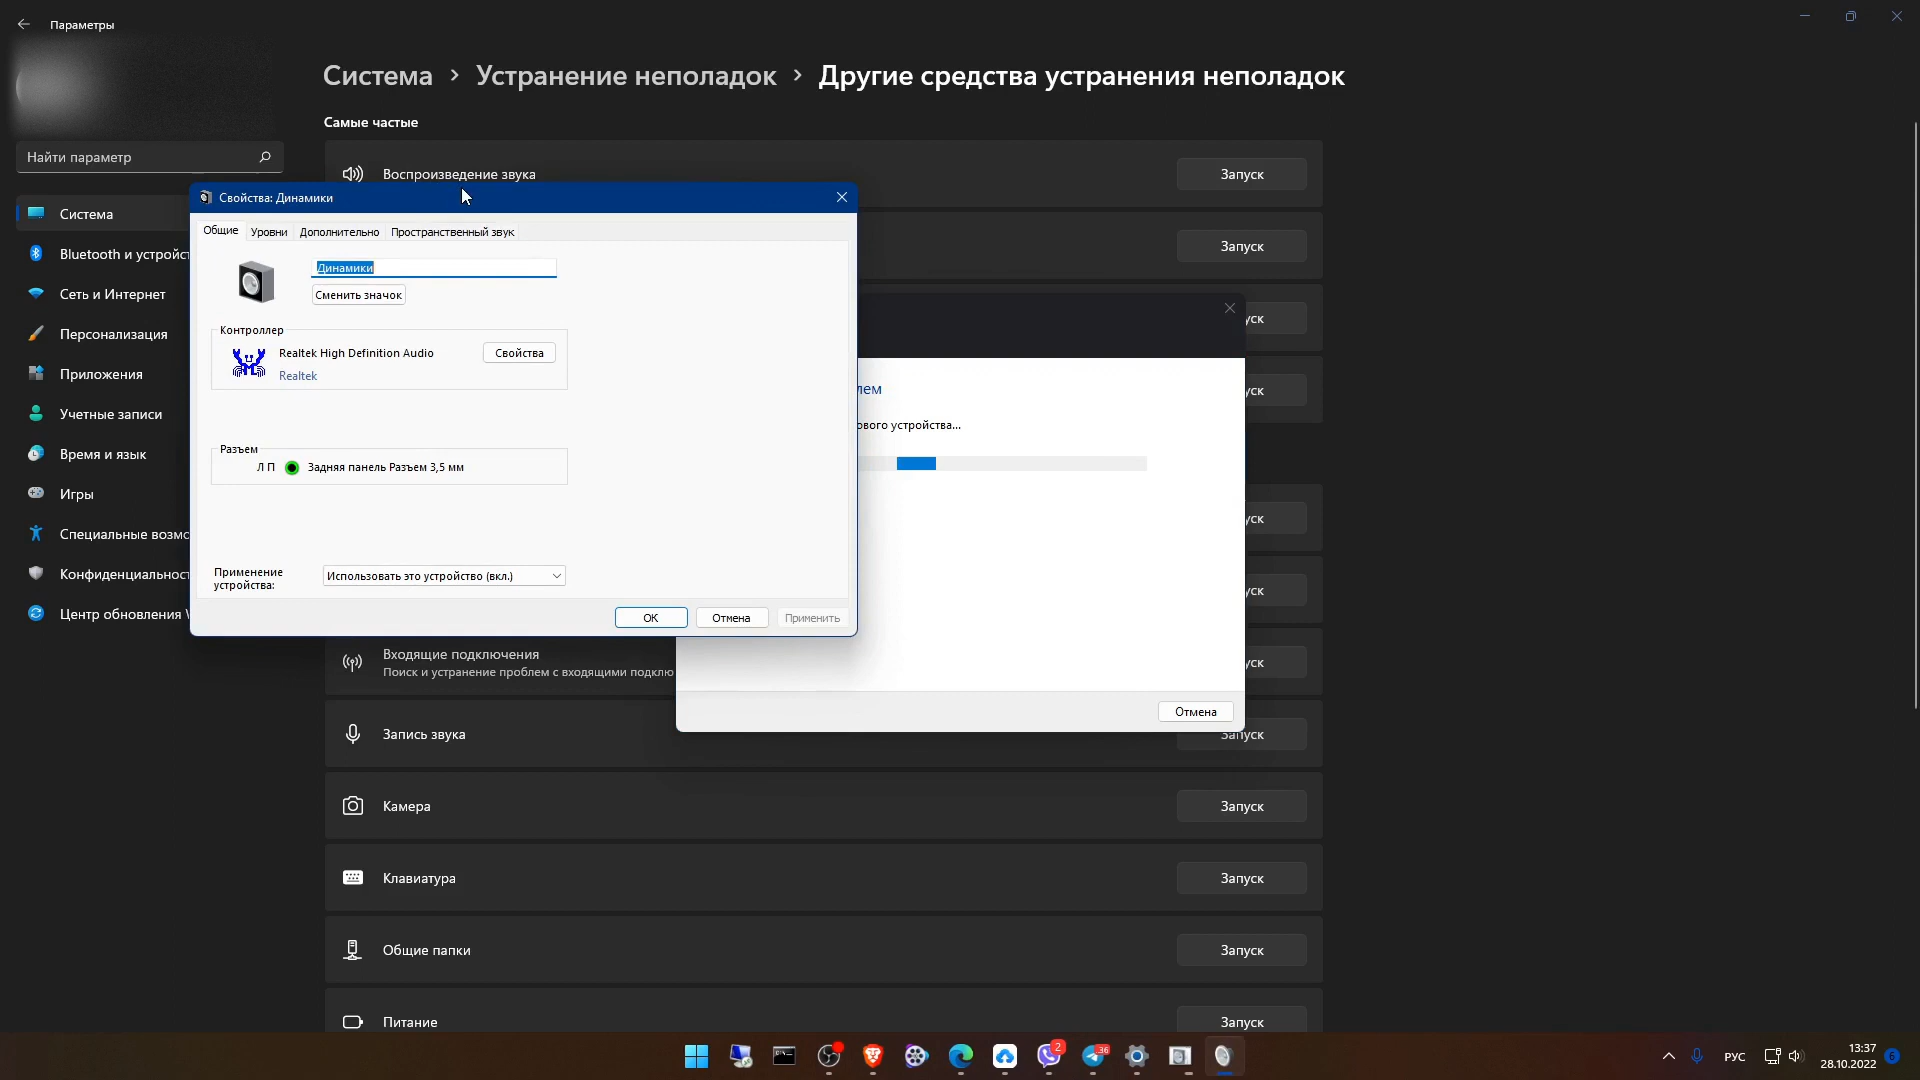 Параметры
Система > Устранение неполадок > Другие средства устранения неполадок
Самые частые
Найти параметр
Воспроизведение звука
Запуск
Свойства: Динамики
Система
Общие
Уровни
Дополнительно
Пространственный звук
Запуск
Bluetooth и устройст
Динамики
Сменить значок
Сеть и Интернет
уск
Контроллер
Персонализация
Realtek High Definition Audio
Свойства
Realtek
Приложения
лем
уск
Учетные записи
ового устройства...
Разъем
Время и язык
Л П
Задняя панель Разъем 3,5 мм
Игры
уск
Специальные возмо
Применение
устройства:
Использовать это устройство (вкл.)
Конфиденциальност
уск
Центр обновления W
OK
Отмена
Применить
Входящие подключения
Поиск и устранение проблем с входящими подклю
уск
Отмена
Запись звука
Запуск
Камера
Запуск
Клавиатура
Запуск
Общие папки
Запуск
Питание
Запуск
2
36
РУС
13:37
28.10.2022
6